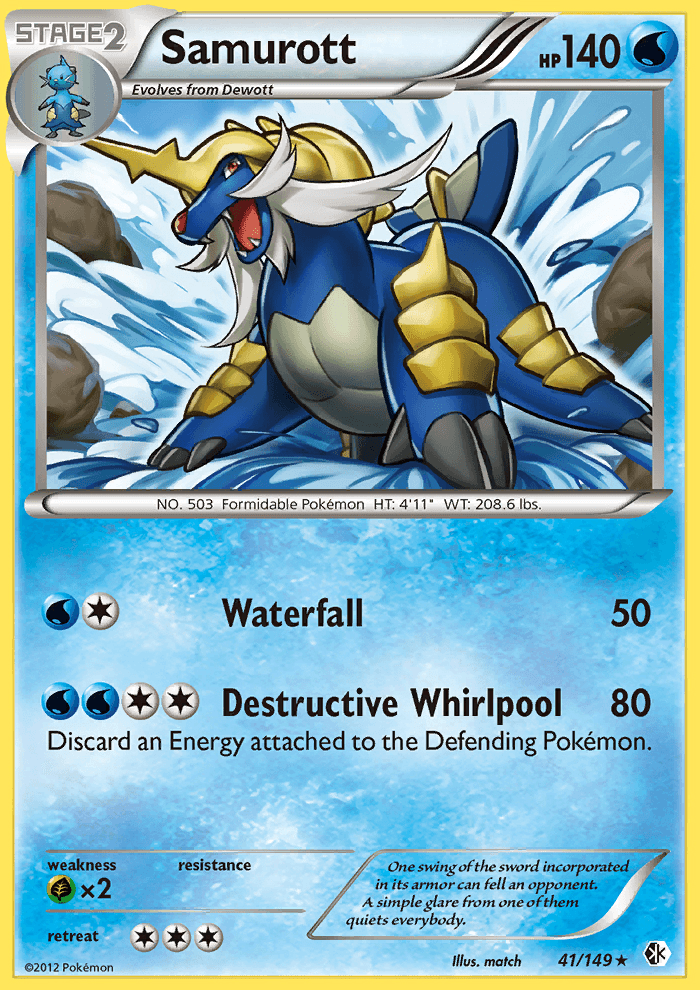 STAGE2
Samurott
HP140
Evolves from Dewott
NO. 503 Formidable Pokémon HT: 4'11" WT: 208.6 lbs.
Waterfall 50
Destructive Whirlpool 80
Discard an Energy attached to the Defending Pokémon.
weakness resistance
×2
One swing of the sword incorporated
in its armor can fell an opponent.
A simple glare from one of them
quiets everybody.
retreat
©2012 Pokémon
Illus. match 41/149 ★